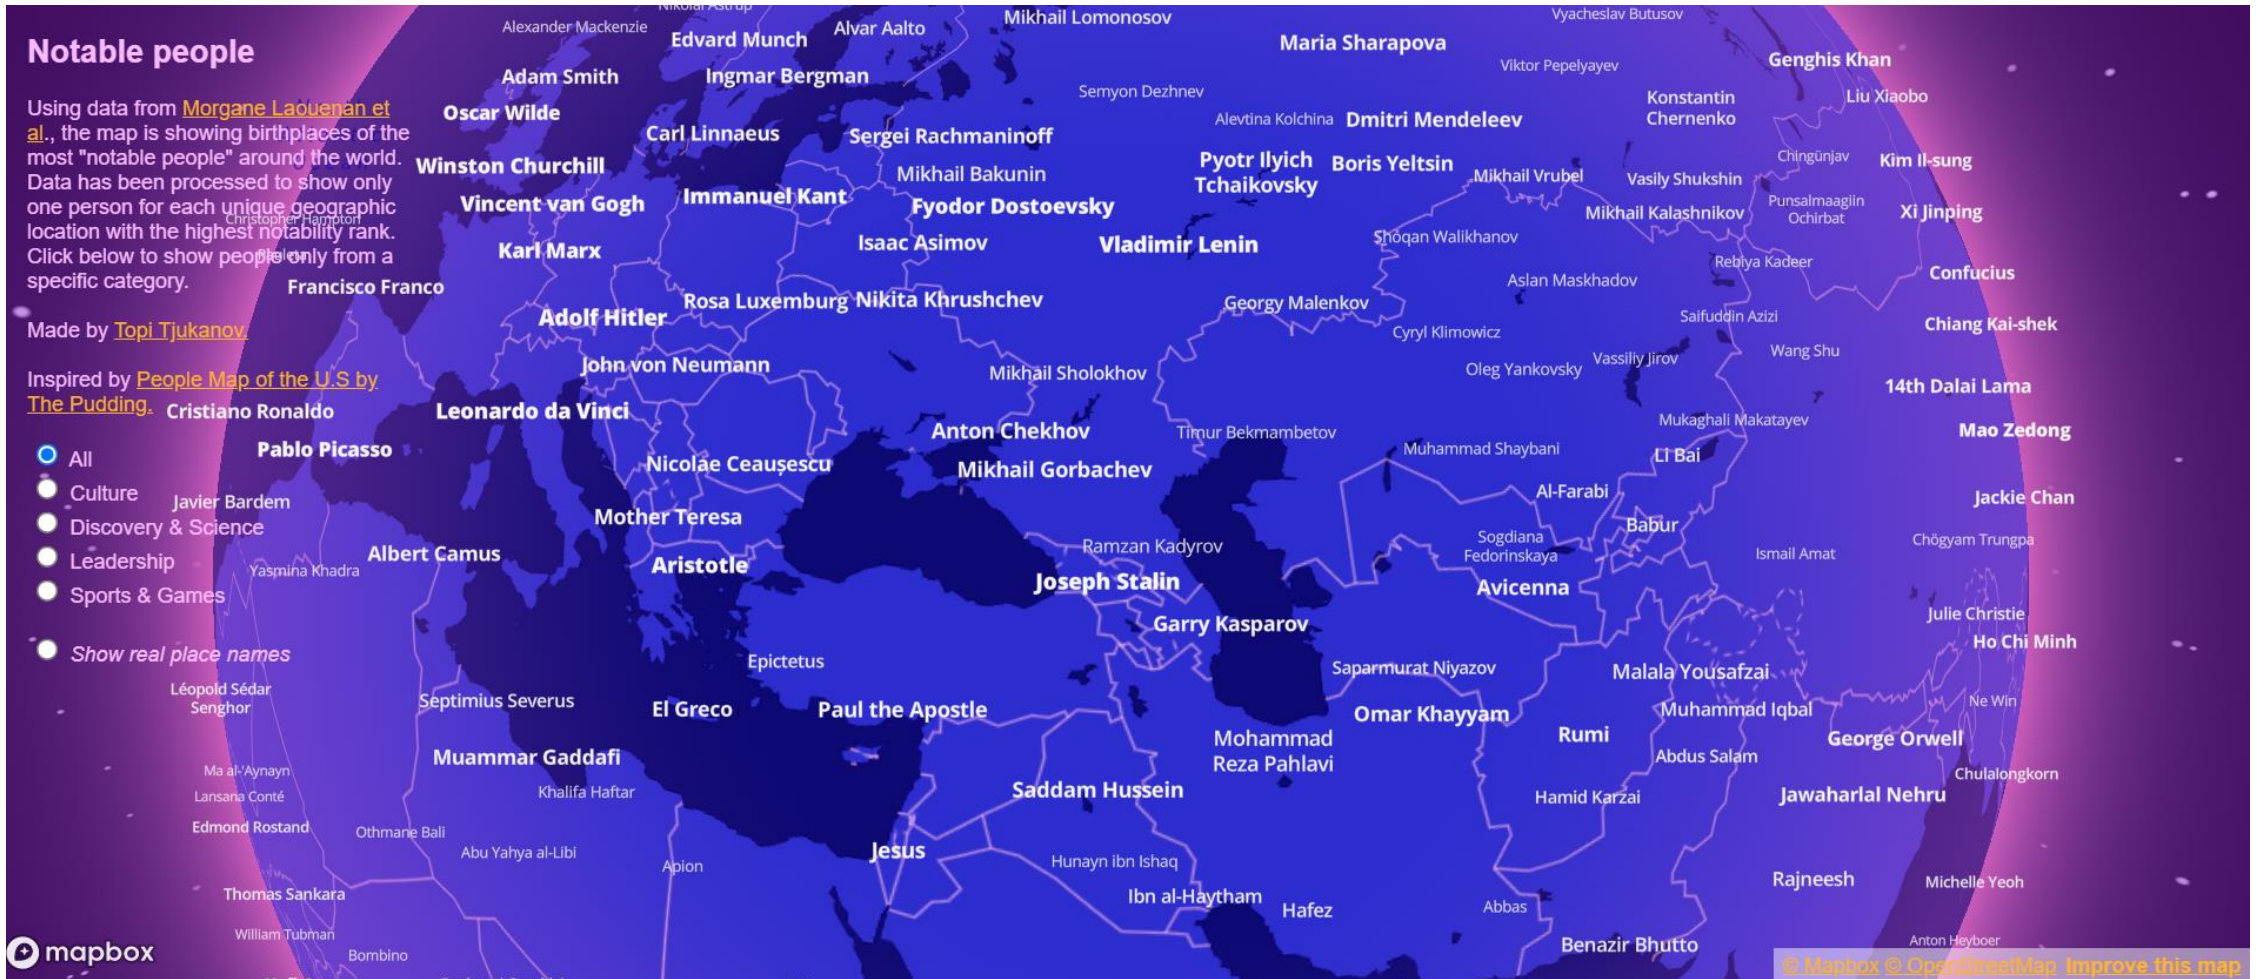 Notable people
Using data from Morgane Laouenan et
al., the map is showing birthplaces of the
most "notable people" around the world.
Data has been processed to show only
one person for each unique geographic
location with the highest notability rank.
Click below to show people only from a
specific category.
Made by Topi Tjukanov.
Inspired by People Map of the U.S by
The Pudding.
All
Culture
Discovery & Science
Leadership
Sports & Games
Show real place names
Nikolai Astrup
Alexander Mackenzie
Edvard Munch
Alvar Aalto
Mikhail Lomonosov
Vyacheslav Butusov
Maria Sharapova
Genghis Khan
Adam Smith
Ingmar Bergman
Viktor Pepelyayev
Semyon Dezhnev
Konstantin
Chernenko
Liu Xiaobo
Oscar Wilde
Carl Linnaeus
Sergei Rachmaninoff
Alevtina Kolchina
Dmitri Mendeleev
Winston Churchill
Mikhail Bakunin
Pyotr Ilyich
Tchaikovsky
Boris Yeltsin
Mikhail Vrubel
Vasily Shukshin
Chingünjav
Kim Il-sung
Christopher Hampton
Vincent van Gogh
Immanuel Kant
Fyodor Dostoevsky
Mikhail Kalashnikov
Punsalmaagiin
Ochirbat
Xi Jinping
Karl Marx
Isaac Asimov
Vladimir Lenin
Shoqan Walikhanov
Rebiya Kadeer
Confucius
Francisco Franco
Rosa Luxemburg
Nikita Khrushchev
Georgy Malenkov
Aslan Maskhadov
Adolf Hitler
Cyryl Klimowicz
Saifuddin Azizi
Chiang Kai-shek
John von Neumann
Mikhail Sholokhov
Oleg Yankovsky
Vassiliy Jirov
Wang Shu
14th Dalai Lama
Cristiano Ronaldo
Leonardo da Vinci
Anton Chekhov
Timur Bekmambetov
Mukaghali Makatayev
Mao Zedong
Pablo Picasso
Nicolae Ceaușescu
Mikhail Gorbachev
Muhammad Shaybani
Li Bai
Javier Bardem
Al-Farabi
Jackie Chan
Mother Teresa
Babur
Albert Camus
Yasmina Khadra
Aristotle
Ramzan Kadyrov
Sogdiana
Fedorinskaya
Ismail Amat
Chögyam Trungpa
Joseph Stalin
Avicenna
Garry Kasparov
Julie Christie
Ho Chi Minh
Epictetus
Saparmurat Niyazov
Malala Yousafzai
Léopold Sédar
Senghor
Septimius Severus
El Greco
Paul the Apostle
Omar Khayyam
Muhammad Iqbal
Ne Win
Muammar Gaddafi
Mohammad
Reza Pahlavi
Rumi
Abdus Salam
George Orwell
Ma al-'Aynayn
Lansana Conté
Khalifa Haftar
Saddam Hussein
Hamid Karzai
Jawaharlal Nehru
Chulalongkorn
Edmond Rostand
Othmane Bali
Abu Yahya al-Libi
Apion
Jesus
Hunayn ibn Ishaq
Thomas Sankara
Ibn al-Haytham
Hafez
Abbas
Rajneesh
Michelle Yeoh
William Tubman
Bombino
Benazir Bhutto
Anton Heyboer
mapbox
© Mapbox © OpenStreetMap Improve this map